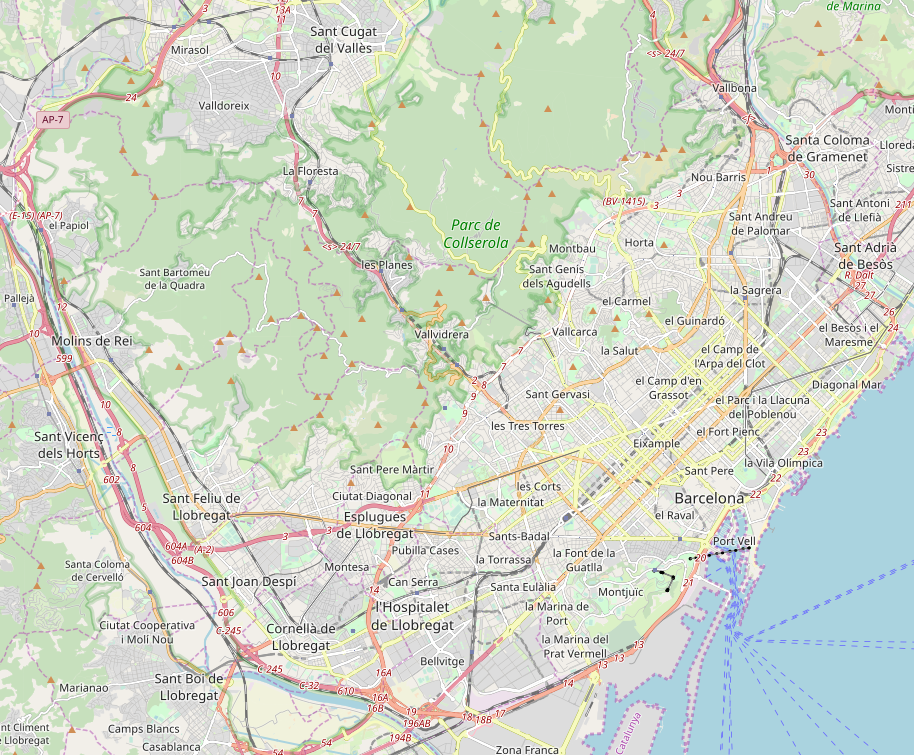 de Marina
3
13A
11
Sant Cugat
del Vallès
4
Mirasol
<s> 24/7
10
24
Valldoreix
Vallbona
AP-7
Santa Coloma
de Gramenet
Lloreda
La Floresta
30
Sistre
Nou Barris
3
3
(BV-1415)
7
Sant Antoni
de Llefià
211
(E-15) (AP-7)
el Papiol
7
Parc de
Collserola
Sant Andreu
de Palomar
Horta
Montbau
<s> 24/7
Sant Adrià
de Besòs
les Planes
Sant Bartomeu
de la Quadra
Sant Genís
dels Agudells
R. Dalt
27
27
Pallejà
12
la Sagrera
el Carmel
26
24
el Guinardó
el Besòs i el
Maresme
10
Molins de Rei
Vallvidrera
Vallcarca
la Salut
el Camp de
l'Arpa del Clot
599
7
7
2
8
el Camp d'en
Grassot
Diagonal Mar
9
Sant Gervasi
el Parc i la Llacuna
del Poblenou
10
9
les Tres Torres
el Fort Pienc
23
8
Sant Vicenç
dels Horts
Eixample
10
8
la Vila Olímpica
Sant Pere Màrtir
Sant Pere
22
602
les Corts
22
Ciutat Diagonal
11
Sant Feliu de
Llobregat
la Maternitat
Barcelona
5
Esplugues
de Llobregat
el Raval
604
3
3
Sants-Badal
Port Vell
604A
(A-2)
604B
Pubilla Cases
la Font de la
Guatlla
20
la Torrassa
Santa Coloma
de Cervelló
Montesa
Sant Joan Despí
Can Serra
Santa Eulàlia
21
14
Montjuïc
l'Hospitalet
de Llobregat
la Marina de
Port
606
Ciutat Cooperativa
i Molí Nou
C-245
Cornellà de
Llobregat
la Marina del
Prat Vermell
13
13
Bellvitge
C-245
16A
Sant Boi de
Llobregat
C-32
610
14
Marianao
16A
16B
19
18
18B
17
196AB
nt Climent
e Llobregat
Camps Blancs
194B
Catalunya
Casablanca
54
54
Zona Franca